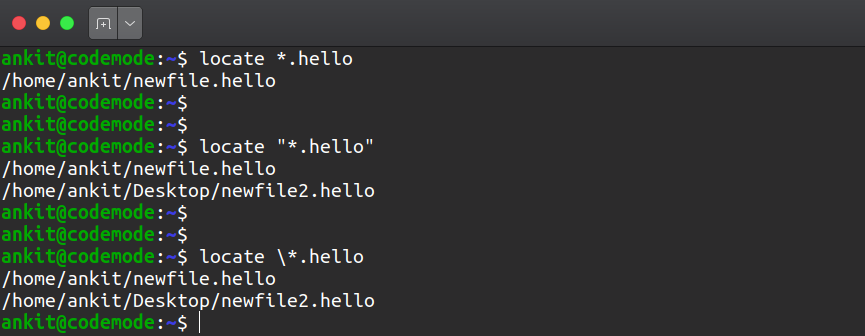 ankit@codemode:~$ locate *.hello
/home/ankit/newfile.hello
ankit@codemode:~$
ankit@codemode:~$
ankit@codemode:~$ locate "*.hello"
/home/ankit/newfile.hello
/home/ankit/Desktop/newfile2.hello
ankit@codemode:~$
ankit@codemode:~$
ankit@codemode:~$ locate \*.hello
/home/ankit/newfile.hello
/home/ankit/Desktop/newfile2.hello
ankit@codemode:~$